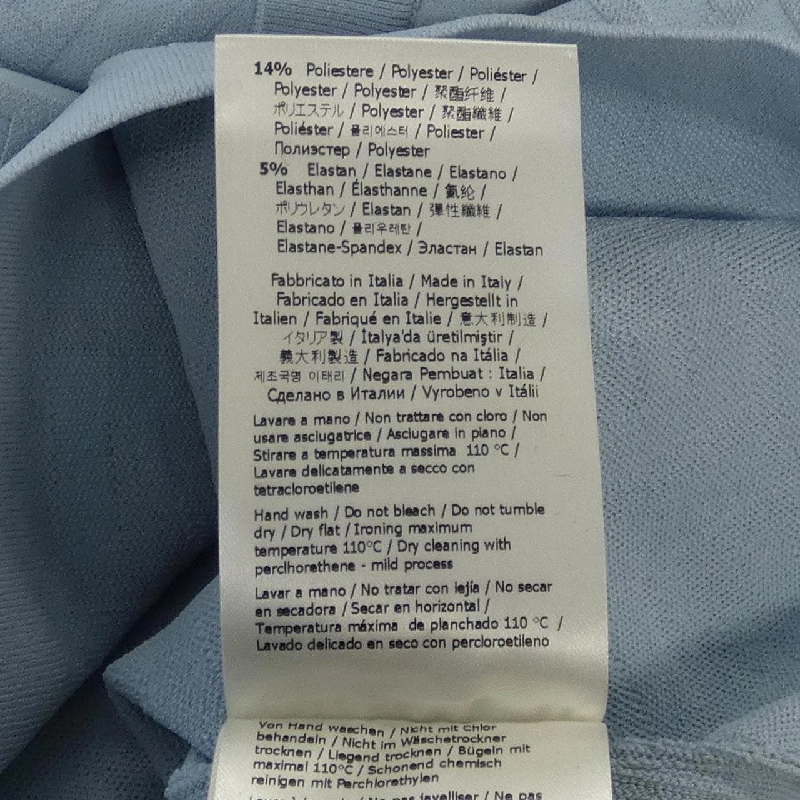 14% Poliestere / Polyester / Poliéster /
Polyester / Polyester / 聚酯纤维 /
ポリエステル / Polyester / 聚酯纖維 /
Poliéster / 폴리에스터 / Poliester /
Полиэстер / Polyester
5% Elastan / Elastane / Elastano /
Elasthan / Élasthanne / 氨纶 /
ポリウレタン / Elastan / 彈性纖維 /
Elastano / 폴리우레탄 /
Elastane-Spandex / Эластан / Elastan
Fabbricato in Italia / Made in Italy /
Fabricado en Italia / Hergestellt in
Italien / Fabriqué en Italie / 意大利制造 /
イタリア製 / İtalya'da üretilmiştir /
義大利製造 / Fabricado na Itália /
제조국명 이태리 / Negara Pembuat : Italia /
Сделано в Италии / Vyrobeno v Itálii
Lavare a mano / Non trattare con cloro / Non
usare asciugatrice / Asciugare in piano /
Stirare a temperatura massima 110 °C /
Lavare delicatamente a secco con
tetracloroetilene
Hand wash / Do not bleach / Do not tumble
dry / Dry flat / Ironing maximum
temperature 110°C / Dry cleaning with
perclhorethene - mild process
Lavar a mano / No tratar con lejía / No secar
en secadora / Secar en horizontal /
Temperatura máxima de planchado 110 °C /
Lavado delicado en seco con percloroetileno
Von Hand waschen / Nicht mit Chlor
behandeln / Nicht im Wäschetrockner
trocknen / Liegend trocknen / Bügeln mit
maximal 110°C / Schonend chemisch
reinigen mit Perchlorethylen
Laver à / Ne pas javelliser / Ne pas